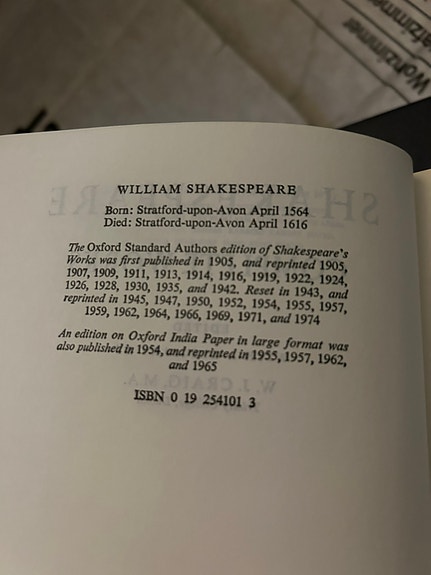 Wohnzimmer
WILLIAM SHAKESPEARE
Born: Stratford-upon-Avon April 1564
Died: Stratford-upon-Avon April 1616
The Oxford Standard Authors edition of Shakespeare's
Works was first published in 1905, and reprinted 1905,
1907, 1909, 1911, 1913, 1914, 1916, 1919, 1922, 1924,
1926, 1928, 1930, 1935, and 1942. Reset in 1943, and
reprinted in 1945, 1947, 1950, 1952, 1954, 1955, 1957,
1959, 1962, 1964, 1966, 1969, 1971, and 1974
An edition on Oxford India Paper in large format was
also published in 1954, and reprinted in 1955, 1957, 1962,
and 1965
ISBN 0 19 254101 3
SHAKESPEARE
EDITED
W. J. CRAIG, M.A.